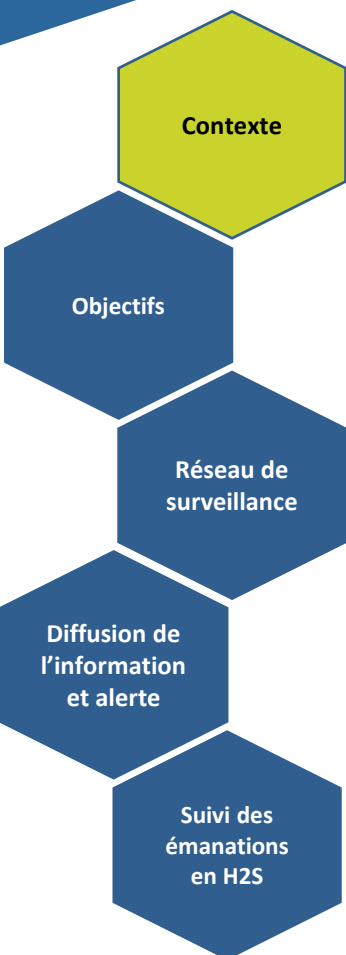 Contexte
Objectifs
Réseau de
surveillance
Diffusion de
l’information
et alerte
Suivi des
émanations
en H2S